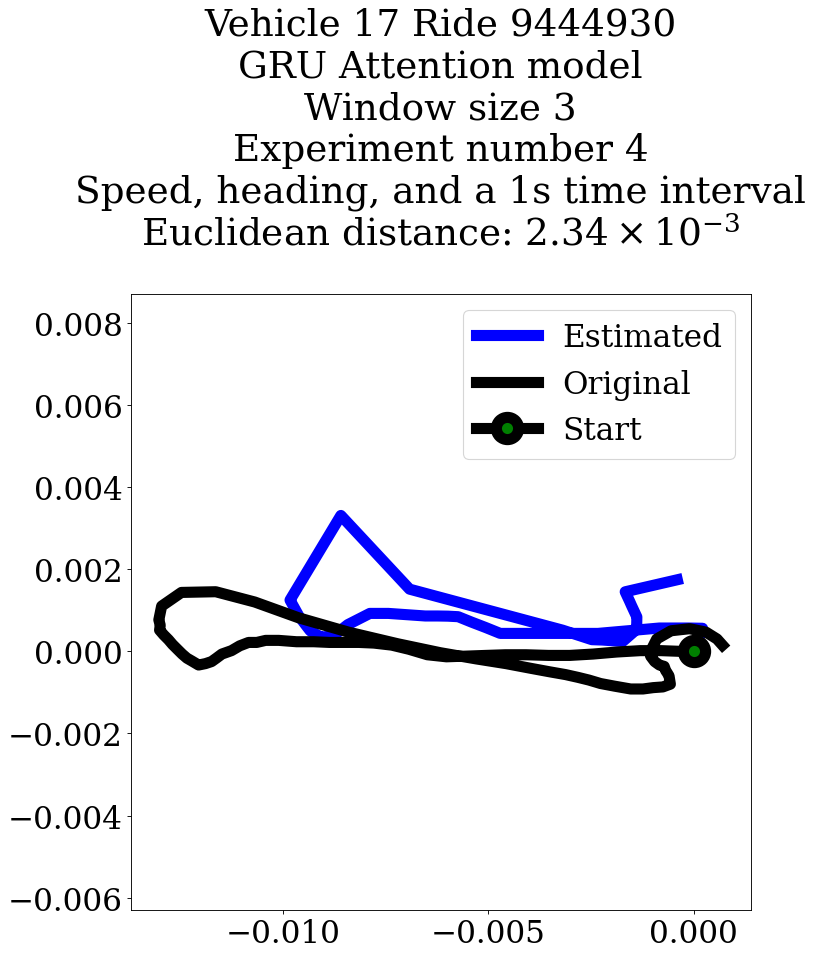 Vehicle 17 Ride 9444930
GRU Attention model
Window size 3
Experiment number 4
Speed, heading, and a 1s time interval
Euclidean distance: 2.34 × 10⁻³
Estimated
Original
Start
0.008
0.006
0.004
0.002
0.000
−0.002
−0.004
−0.006
−0.010 −0.005 0.000